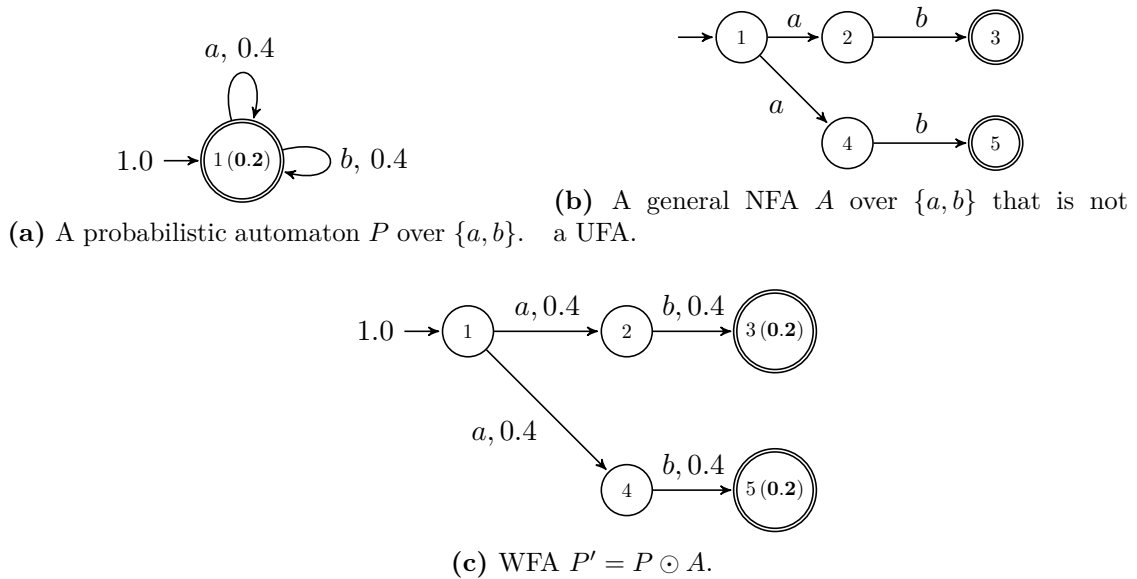 a, 0.4
1.0
1 (0.2)
b, 0.4
(a) A probabilistic automaton P over {a, b}.
1
a
2
b
3
a
4
b
5
(b) A general NFA A over {a, b} that is not
a UFA.
1.0
1
a, 0.4
2
b, 0.4
3 (0.2)
a, 0.4
4
b, 0.4
5 (0.2)
(c) WFA P′ = P ⊙ A.